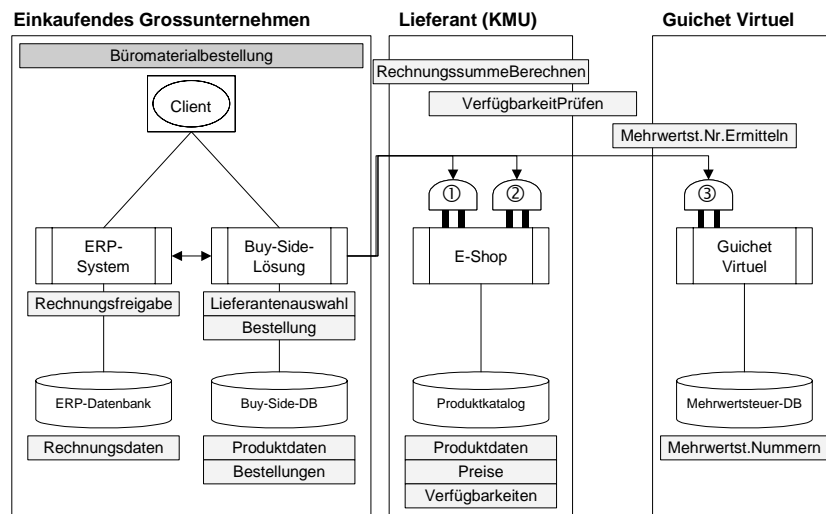 Einkaufendes Grossunternehmen
Lieferant (KMU)
Guichet Virtuel
Büromaterialbestellung
RechnungssummeBerechnen
Client
VerfügbarkeitPrüfen
Mehrwertst.Nr.Ermitteln
①
②
③
ERP-
System
Buy-Side-
Lösung
E-Shop
Guichet
Virtuel
Rechnungsfreigabe
Lieferantenauswahl
Bestellung
ERP-Datenbank
Buy-Side-DB
Produktkatalog
Mehrwertsteuer-DB
Rechnungsdaten
Produktdaten
Bestellungen
Produktdaten
Preise
Verfügbarkeiten
Mehrwertst.Nummern